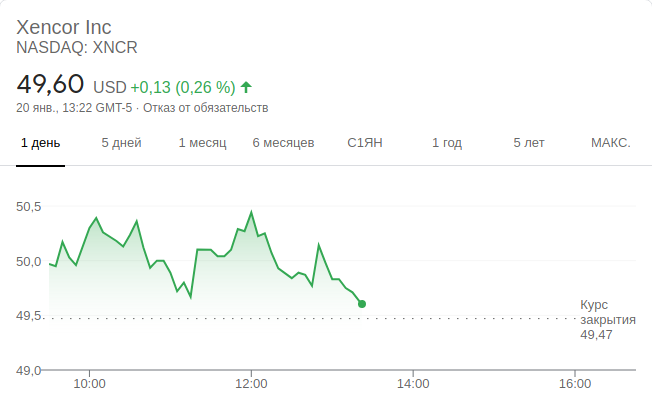 Xencor Inc
NASDAQ: XNCR
49,60 USD +0,13 (0,26 %)
20 янв., 13:22 GMT-5 · Отказ от обязательств
1 день 5 дней 1 месяц 6 месяцев С1ЯН 1 год 5 лет МАКС.
50,5
50,0
49,5
49,0
Курс
закрытия
49,47
10:00 12:00 14:00 16:00